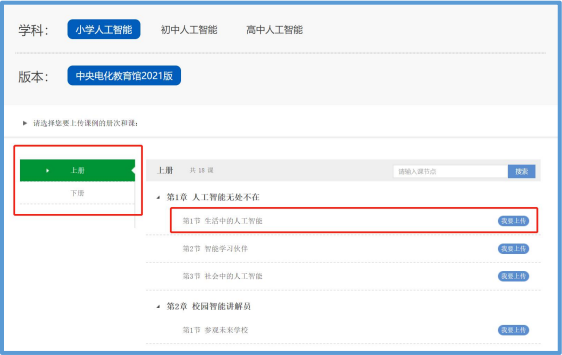 学科： 小学人工智能 初中人工智能 高中人工智能
版本： 中央电化教育馆2021版
请选择您要上传课例的册次和课：
上册 上册 共 18 课 请输入课节点 搜索
下册
第1章 人工智能无处不在
第1节 生活中的人工智能 我要上传
第2节 智能学习伙伴 我要上传
第3节 社会中的人工智能 我要上传
第2章 校园智能讲解员
第1节 参观未来学校 我要上传